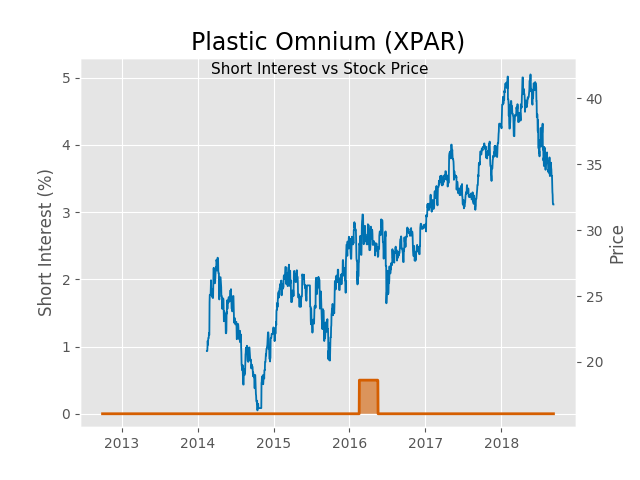 Plastic Omnium (XPAR)
Short Interest vs Stock Price
Short Interest (%)
5
4
3
2
1
0
40
35
30
25
20
Price
2013 2014 2015 2016 2017 2018